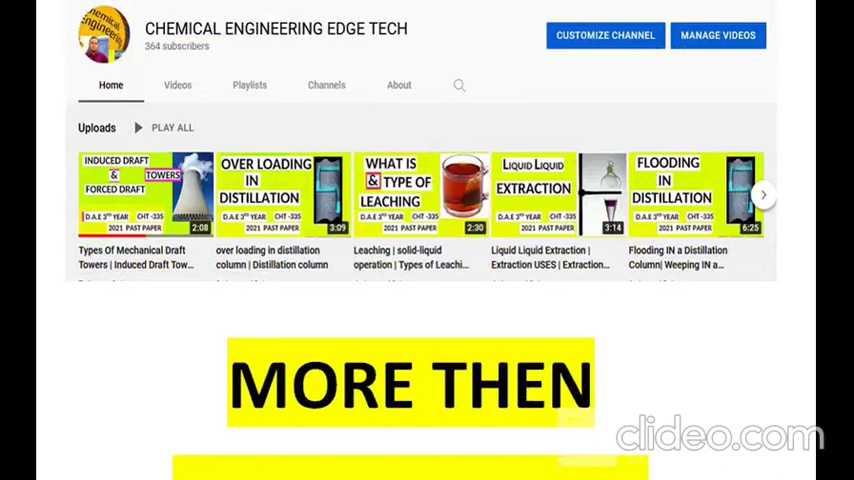 CHEMICAL ENGINEERING EDGE TECH
364 subscribers
CUSTOMIZE CHANNEL
MANAGE VIDEOS
Home
Videos
Playlists
Channels
About
Uploads
PLAY ALL
INDUCED DRAFT
&
TOWERS
FORCED DRAFT
D.A.E 3RD YEAR
CHT -335
2021 PAST PAPER
2:08
Types Of Mechanical Draft
Towers | Induced Draft Tow...
OVER LOADING
IN
DISTILLATION
D.A.E 3RD YEAR
CHT -335
2021 PAST PAPER
3:09
over loading in distillation
column | Distillation column
WHAT IS
& TYPE OF
LEACHING
D.A.E 3RD YEAR
CHT -335
2021 PAST PAPER
2:30
Leaching | solid-liquid
operation | Types of Leachi...
LIQUID LIQUID
EXTRACTION
D.A.E 3RD YEAR
CHT -335
2021 PAST PAPER
3:14
Liquid Liquid Extraction |
Extraction USES | Extraction...
FLOODING
IN
DISTILLATION
D.A.E 3RD YEAR
CHT -335
2021 PAST PAPER
6:25
Flooding IN a Distillation
Column| Weeping IN a...
MORE THEN
clideo.com